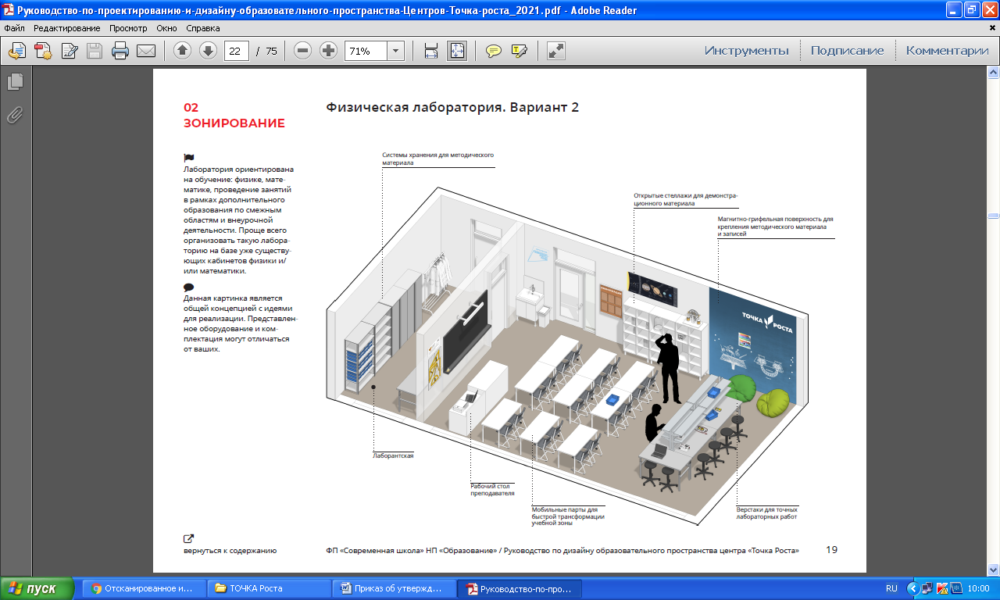 Руководство-по-проектированию-и-дизайну-образовательного-пространства-Центров-Точка-роста_2021.pdf - Adobe Reader
Файл Редактирование Просмотр Окно Справка
22 / 75 71% Инструменты Подписание Комментарии
02
ЗОНИРОВАНИЕ
Физическая лаборатория. Вариант 2
Лаборатория ориентирована
на обучение: физике, мате-
матике, проведение занятий
в рамках дополнительного
образования по смежным
областям и внеурочной
деятельности. Проще всего
организовать такую лабора-
торию на базе уже существу-
ющих кабинетов физики и/
или математики.
Данная картинка является
общей концепцией с идеями
для реализации. Представлен-
ное оборудование и ком-
плектация могут отличаться
от ваших.
Системы хранения для методического
материала
Открытые стеллажи для демонстра-
ционного материала
Магнитно-грифельная поверхность для
крепления методического материала
и записей
ТОЧКА РОСТА
Лаборантская
Рабочий стол
преподавателя
Мобильные парты для
быстрой трансформации
учебной зоны
Верстаки для точных
лабораторных работ
вернуться к содержанию
ФП «Современная школа» НП «Образование» / Руководство по дизайну образовательного пространства центра «Точка Роста»
19
пуск
Отсканированное и...
ТОЧКА Роста
Приказ об утвержд...
Руководство-по-про...
RU
10:00